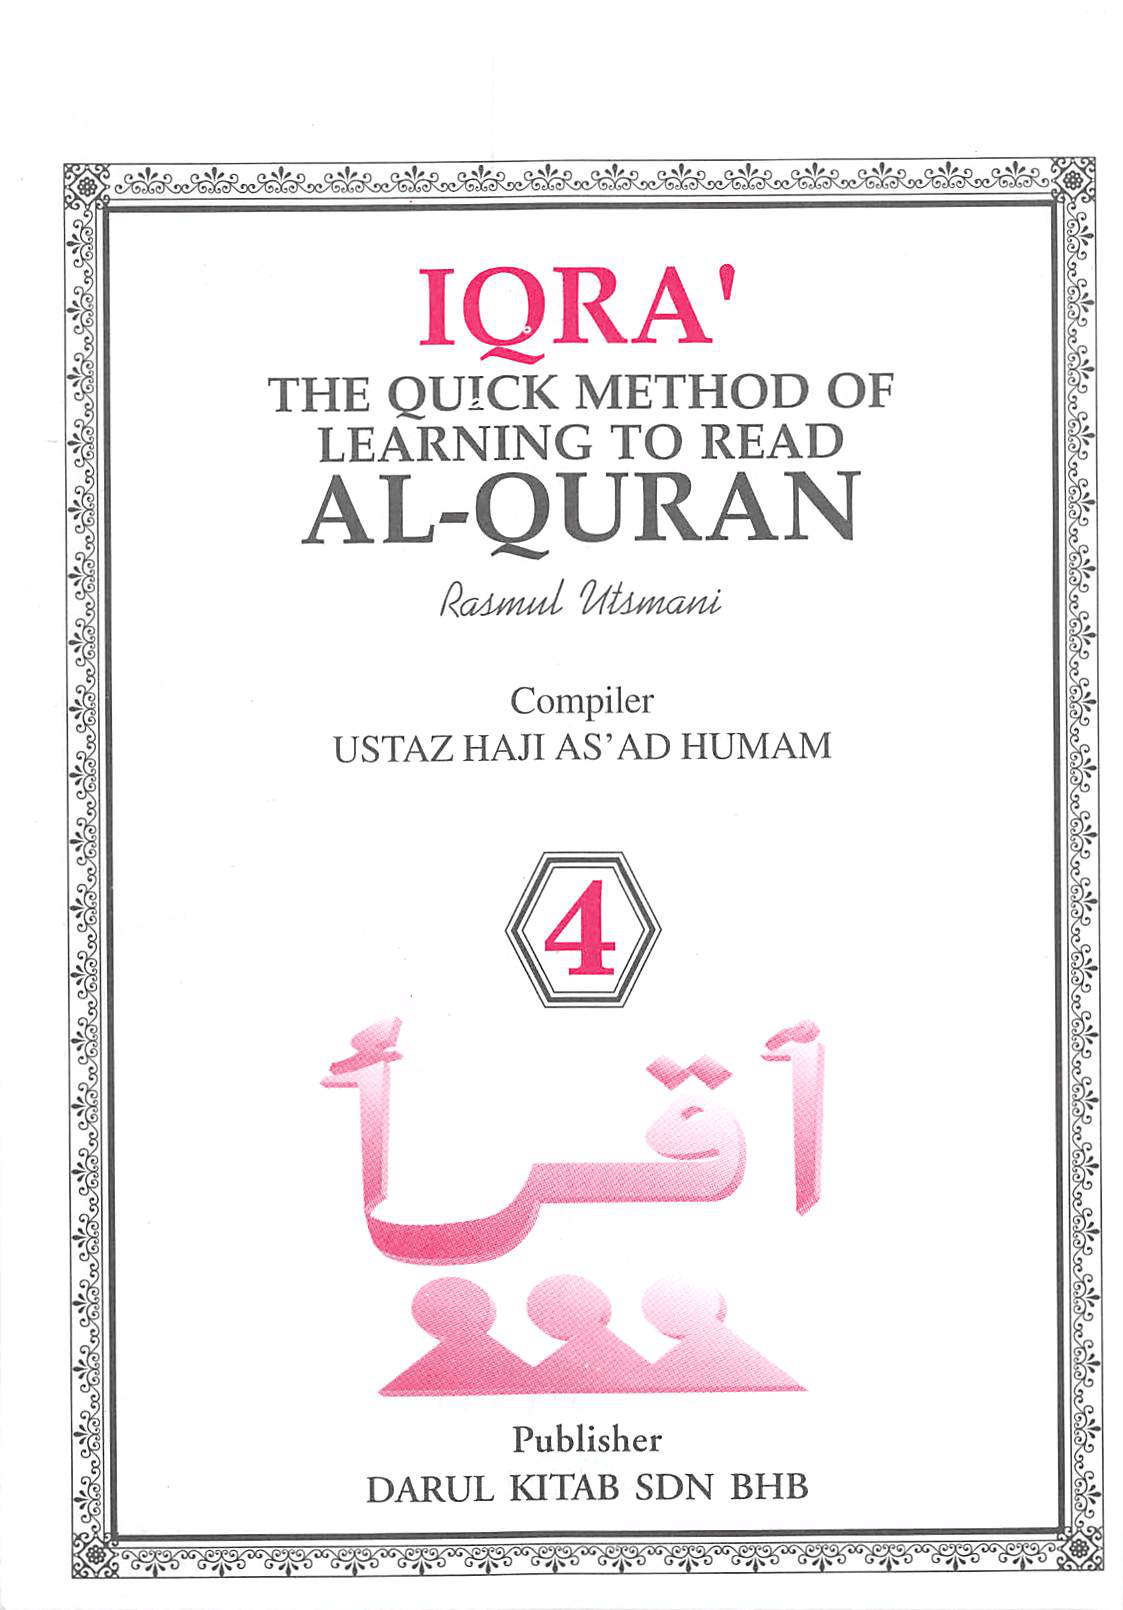 IQRA'
THE QUICK METHOD OF
LEARNING TO READ
AL-QURAN
Rasmul Utsmani
Compiler
USTAZ HAJI AS’AD HUMAM
4
أقرأ
Publisher
DARUL KITAB SDN BHB